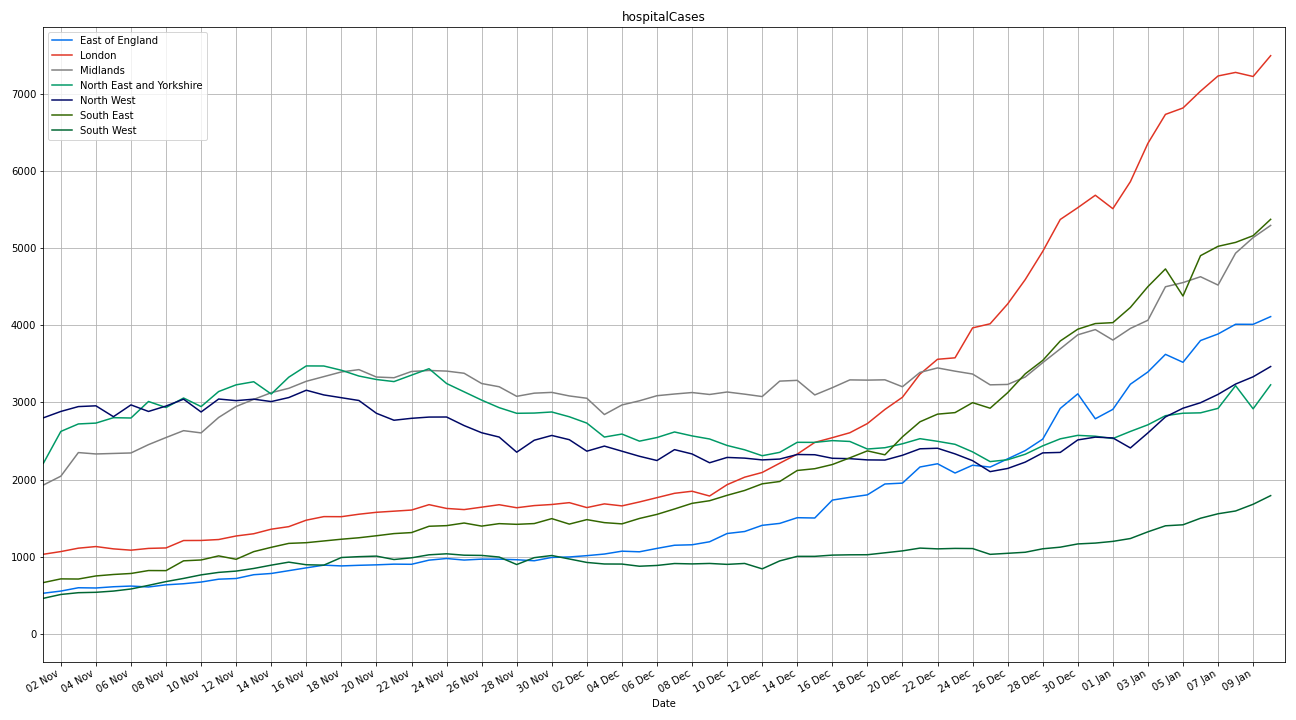 hospitalCases
East of England
London
Midlands
North East and Yorkshire
North West
South East
South West
7000
6000
5000
4000
3000
2000
1000
0
02 Nov 04 Nov 06 Nov 08 Nov 10 Nov 12 Nov 14 Nov 16 Nov 18 Nov 20 Nov 22 Nov 24 Nov 26 Nov 28 Nov 30 Nov 02 Dec 04 Dec 06 Dec 08 Dec 10 Dec 12 Dec 14 Dec 16 Dec 18 Dec 20 Dec 22 Dec 24 Dec 26 Dec 28 Dec 30 Dec 01 Jan 03 Jan 05 Jan 07 Jan 09 Jan
Date